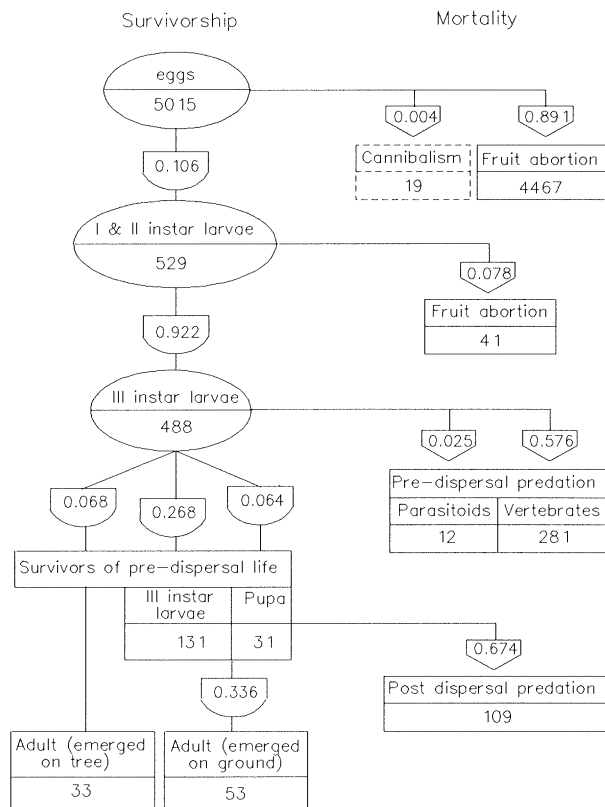 Survivorship Mortality
eggs
5015
0.004 0.891
0.106
Cannibalism Fruit abortion
19 4467
I & II instar larvae
529
0.078
0.922
Fruit abortion
41
III instar larvae
488
0.025 0.576
0.068 0.268 0.064
Pre-dispersal predation
Parasitoids Vertebrates
12 281
Survivors of pre-dispersal life
III instar Pupa
larvae
131 31
0.674
0.336
Post dispersal predation
109
Adult (emerged Adult (emerged
on tree) on ground)
33 53